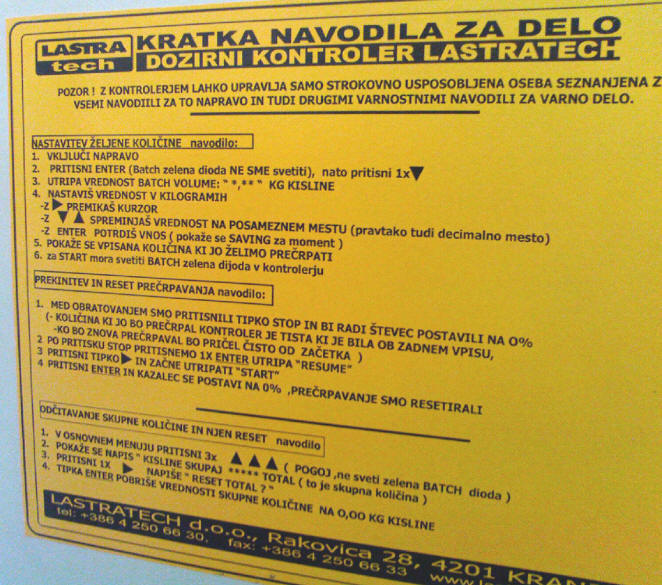 LASTRA
tech
KRATKA NAVODILA ZA DELO
DOZIRNI KONTROLER LASTRATECH
POZOR ! Z KONTROLERJEM LAHKO UPRAVLJA SAMO STROKOVNO USPOSOBLJENA OSEBA SEZNANJENA Z
VSEMI NAVODIILI ZA TO NAPRAVO IN TUDI DRUGIMI VARNOSTNIMI NAVODILI ZA VARNO DELO.
NASTAVITEV ŽELJENE KOLIČINE navodilo:
1. VKLJUČI NAPRAVO
2. PRITISNI ENTER (Batch zelena dioda NE SME svetiti), nato pritisni 1x▼
3. UTRIPA VREDNOST BATCH VOLUME: " *,** " KG KISLINE
4. NASTAVIŠ VREDNOST V KILOGRAMIH
-Z ▶ PREMIKAŠ KURZOR
-Z ▼ ▲ SPREMINJAŠ VREDNOST NA POSAMEZNEM MESTU (pravtako tudi decimalno mesto)
-Z ENTER POTRDIŠ VNOS ( pokaže se SAVING za moment )
5. POKAŽE SE VPISANA KOLIČINA KI JO ŽELIMO PREČRPATI
6. za START mora svetiti BATCH zelena dijoda v kontrolerju
PREKINITEV IN RESET PREČRPAVANJA navodilo:
1. MED OBRATOVANJEM SMO PRITISNILI TIPKO STOP IN BI RADI ŠTEVEC POSTAVILI NA 0%
(- KOLIČINA KI JO BO PREČRPAL KONTROLER JE TISTA KI JE BILA OB ZADNEM VPISU,
-KO BO ZNOVA PREČRPAVAL BO PRIČEL ČISTO OD ZAČETKA )
2 PO PRITISKU STOP PRITISNEMO 1X ENTER UTRIPA "RESUME"
3 PRITISNI TIPKO ▶ IN ZAČNE UTRIPATI "START"
4 PRITISNI ENTER IN KAZALEC SE POSTAVI NA 0% ,PREČRPAVANJE SMO RESETIRALI
ODČITAVANJE SKUPNE KOLIČINE IN NJEN RESET navodilo
1. V OSNOVNEM MENUJU PRITISNI 3x ▲ ▲ ▲ ( POGOJ ,ne sveti zelena BATCH dioda )
2. POKAŽE SE NAPIS " KISLINE SKUPAJ ***** TOTAL ( to je skupna količina )
3. PRITISNI 1X ▶ NAPIŠE " RESET TOTAL ? "
4. TIPKA ENTER POBRIŠE VREDNOSTI SKUPNE KOLIČINE NA 0,00 KG KISLINE
LASTRATECH d.o.o., Rakovica 28, 4201 KRAN
tel: +386 4 250 66 30, fax: +386 4 250 66 33